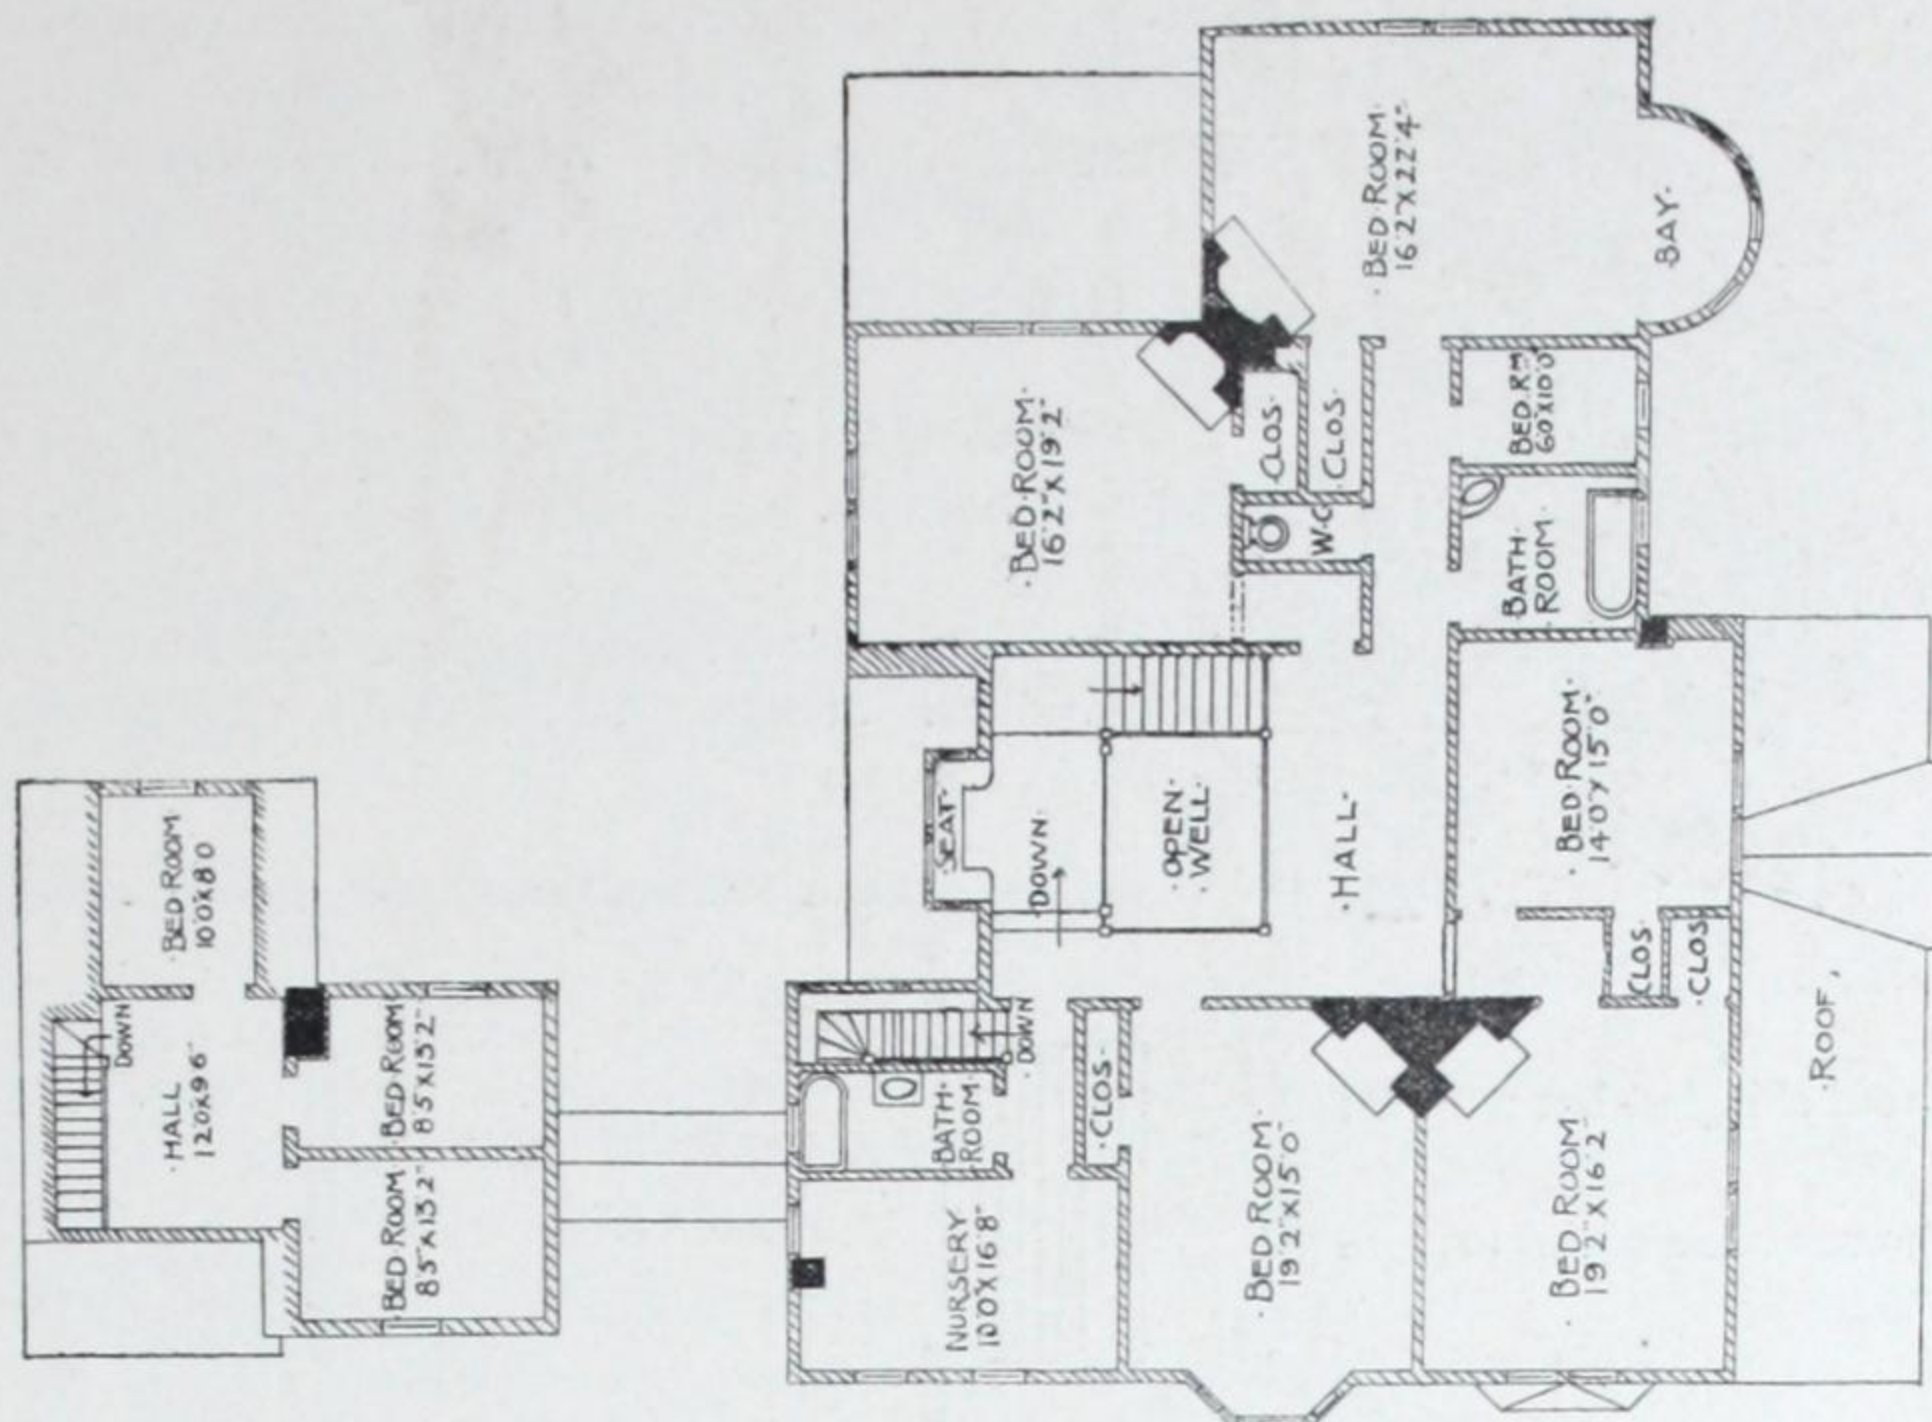 ·BED ROOM·
10'0"X8'0
DOWN
·HALL
12'0"X9'6"
·BED ROOM·
8'5"X13'2"
·BED ROOM·
8'5"X13'2"
·BED·ROOM·
16'2"X19'2"
·BED·ROOM·
16'2"X22'4"
·BAY·
·CLOS·
·CLOS·
W·C·
BED·RM
6'0"X10'0"
·BATH·
·ROOM·
·SEAT·
·DOWN·
·OPEN·
·WELL·
·HALL·
·BED·ROOM·
14'0"X15'0"
·CLOS·
·CLOS·
·DOWN
·BATH·
·ROOM·
·CLOS·
NURSERY
10'0"X16'8"
·BED ROOM·
19'2"X15'0"
·BED ROOM·
19'2"X16'2"
·ROOF,